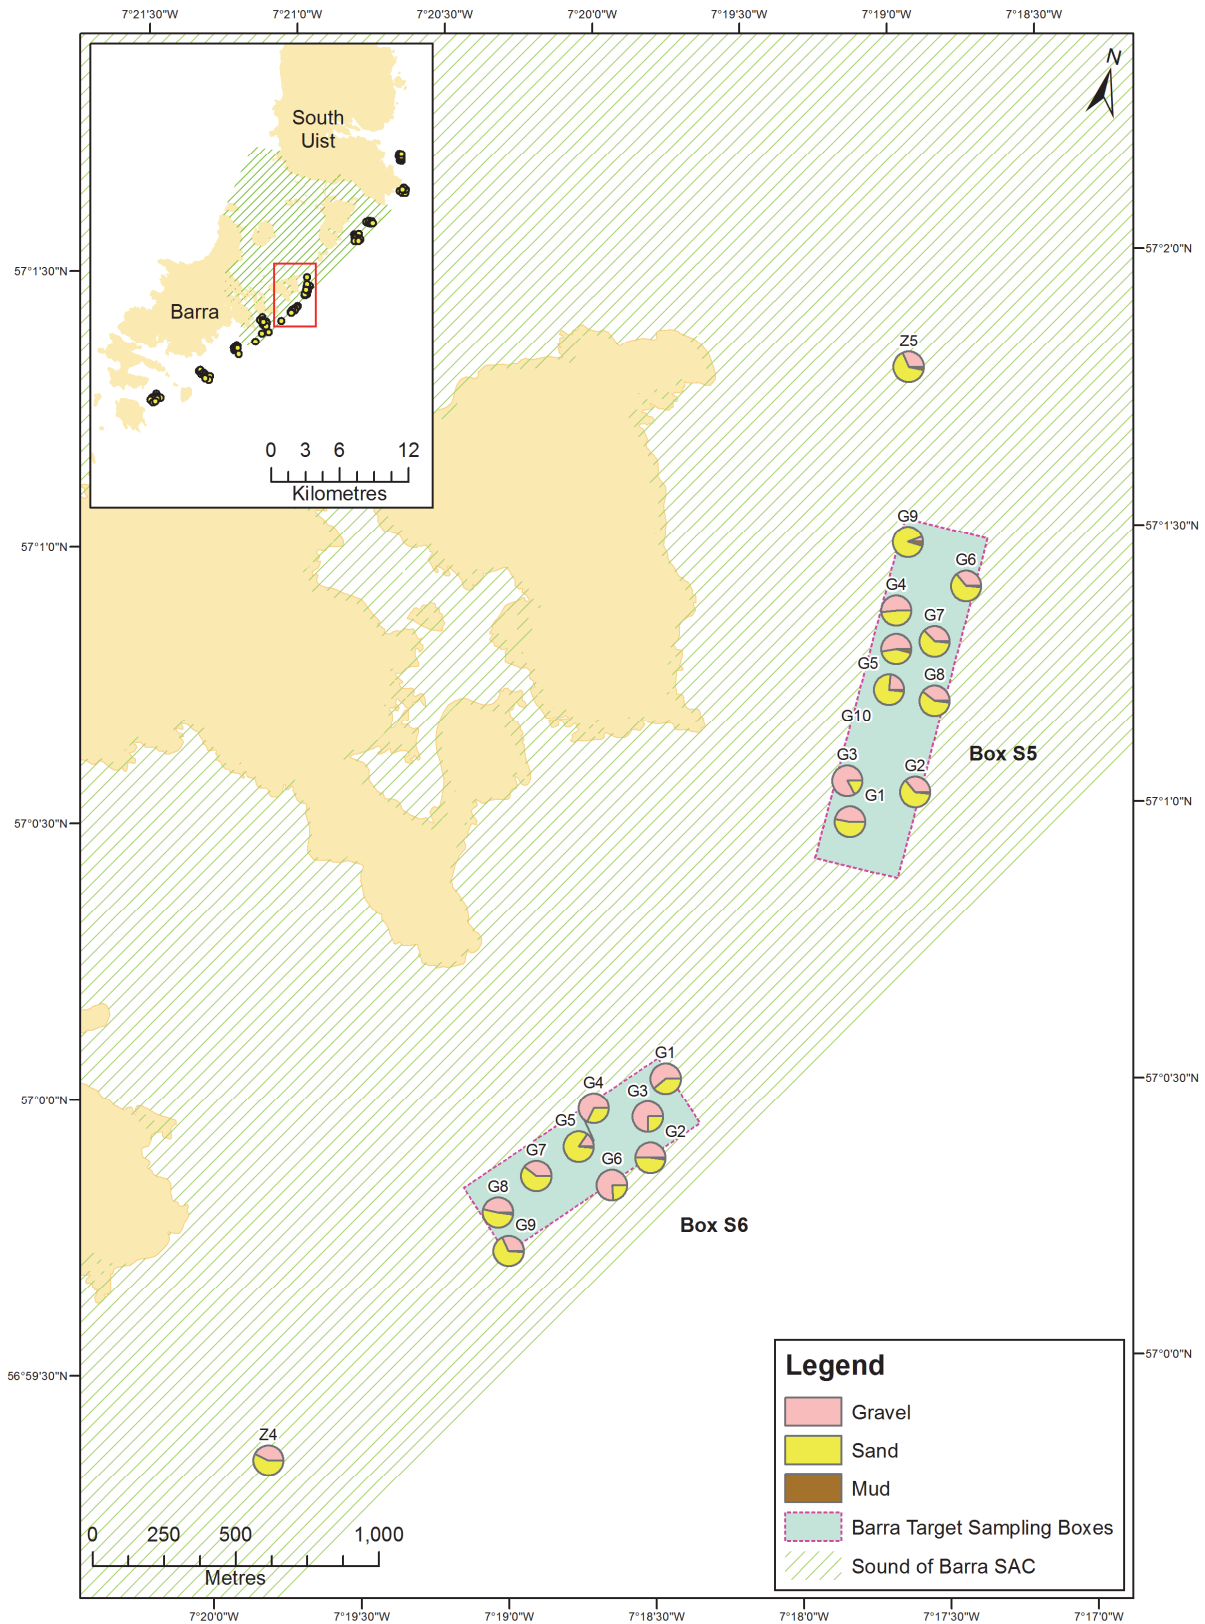 7°21'30"W
7°21'0"W
7°20'30"W
7°20'0"W
7°19'30"W
7°19'0"W
7°18'30"W
N
South
Uist
Barra
0 3 6 12
Kilometres
57°1'30"N
57°1'0"N
57°0'30"N
57°0'0"N
56°59'30"N
57°2'0"N
57°1'30"N
57°1'0"N
57°0'30"N
57°0'0"N
Z5
G9
G6
G4
G7
G5
G8
G10
Box S5
G3
G2
G1
G1
G4
G3
G5
G2
G7
G6
G8
G9
Box S6
Z4
0 250 500 1,000
Metres
Legend
Gravel
Sand
Mud
Barra Target Sampling Boxes
Sound of Barra SAC
7°20'0"W
7°19'30"W
7°19'0"W
7°18'30"W
7°18'0"W
7°17'30"W
7°17'0"W